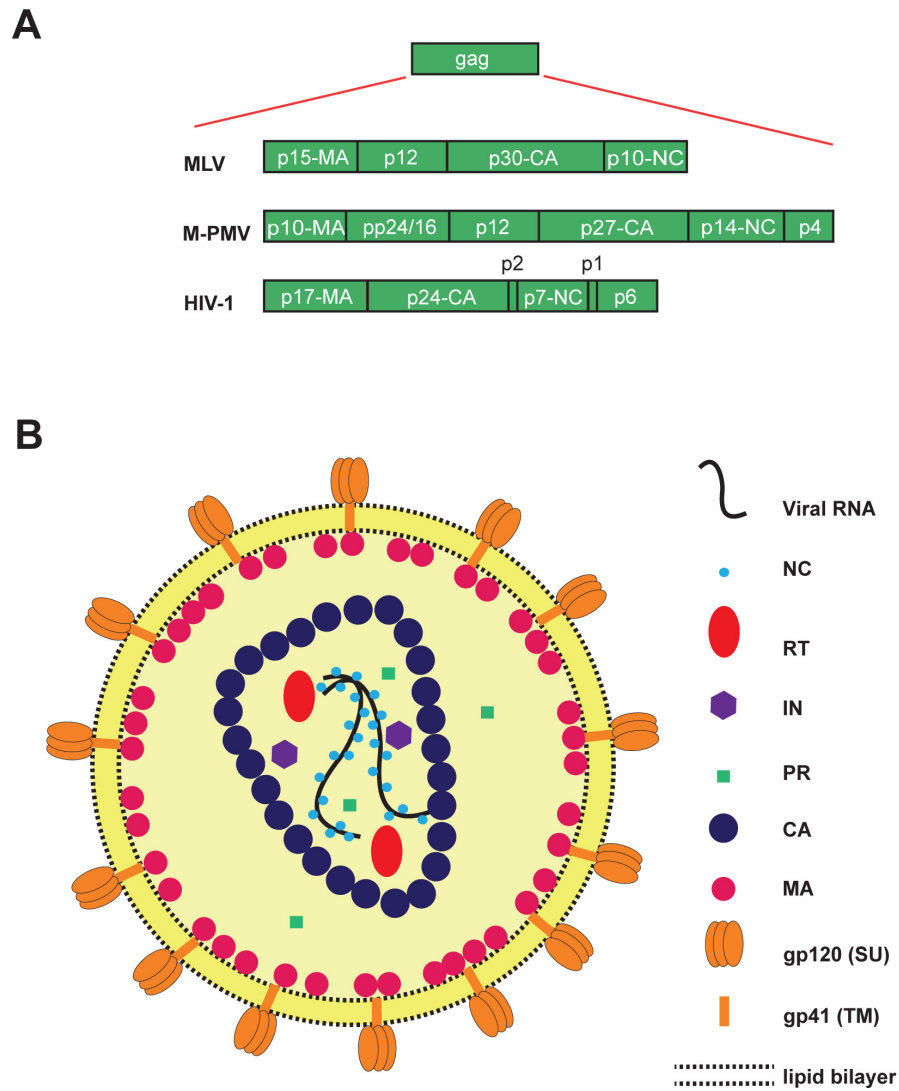 A
gag
MLV p15-MA p12 p30-CA p10-NC
M-PMV p10-MA pp24/16 p12 p27-CA p14-NC p4
p2 p1
HIV-1 p17-MA p24-CA p7-NC p6
B
Viral RNA
NC
RT
IN
PR
CA
MA
gp120 (SU)
gp41 (TM)
lipid bilayer